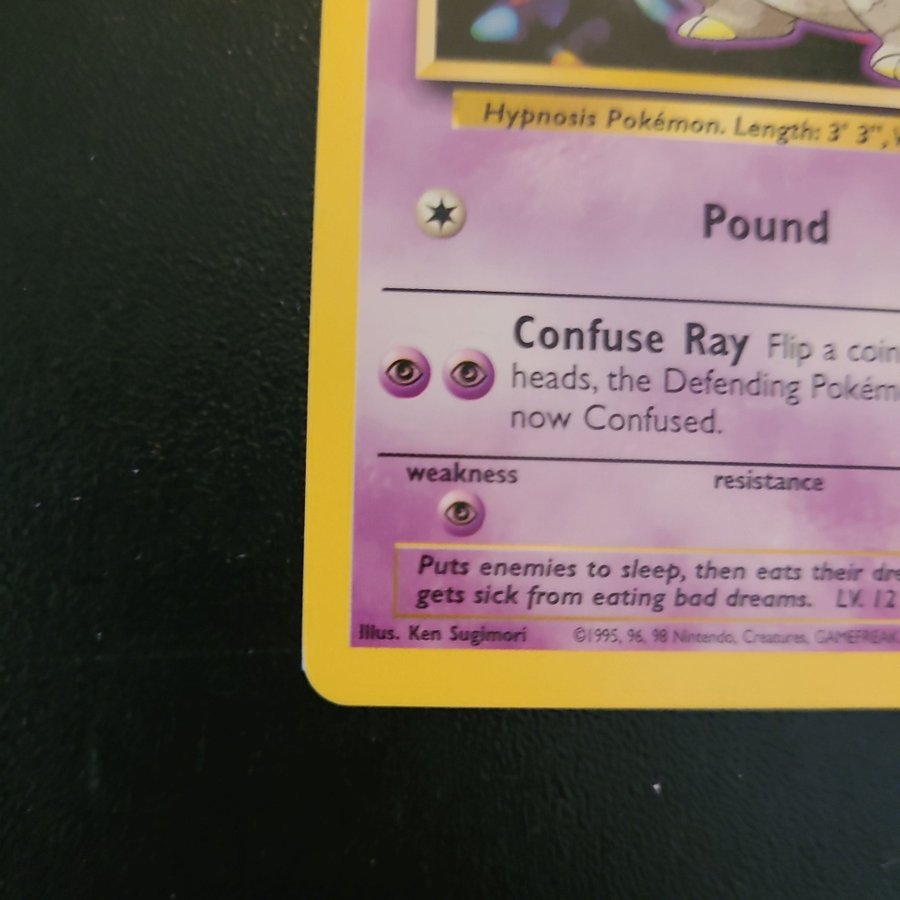 Hypnosis Pokémon. Length: 3' 3",
Pound
Confuse Ray Flip a coin
heads, the Defending Pokém
now Confused.
weakness resistance
Puts enemies to sleep, then eats their dre
gets sick from eating bad dreams. LV. 12
Illus. Ken Sugimori ©1995, 96, 98 Nintendo, Creatures, GAMEFREAK